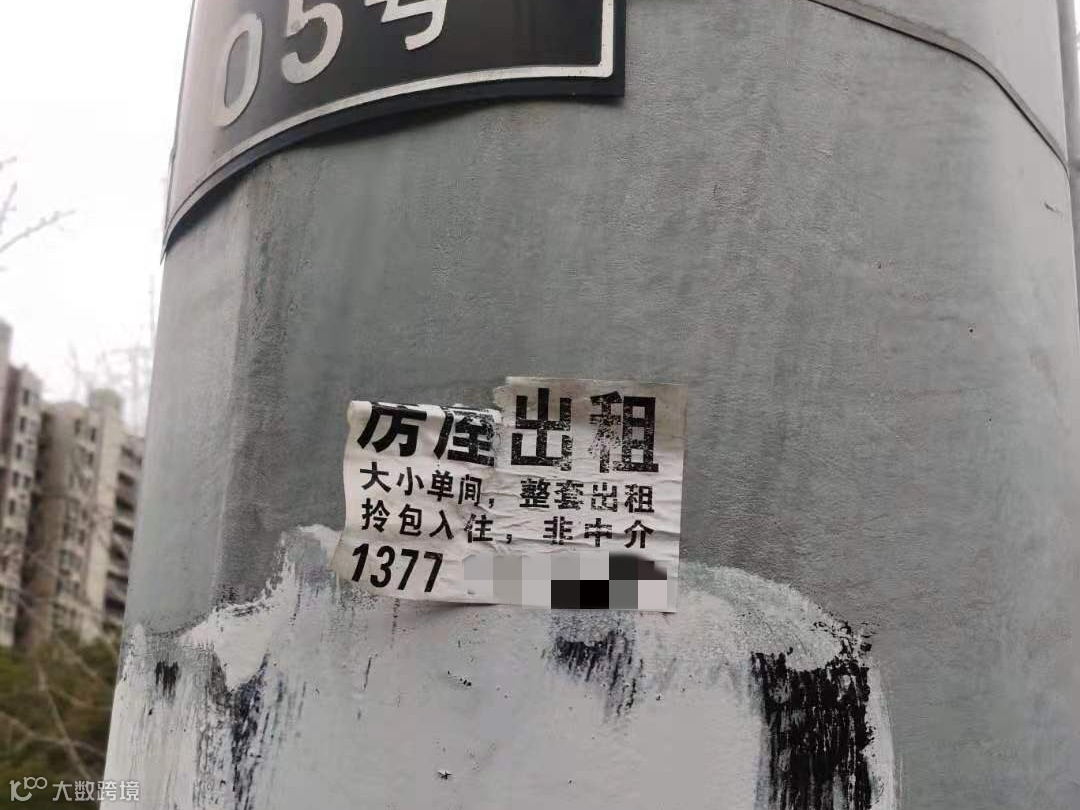 05号
房屋出租
大小单间，整套出租
拎包入住，非中介
1377
大数跨境